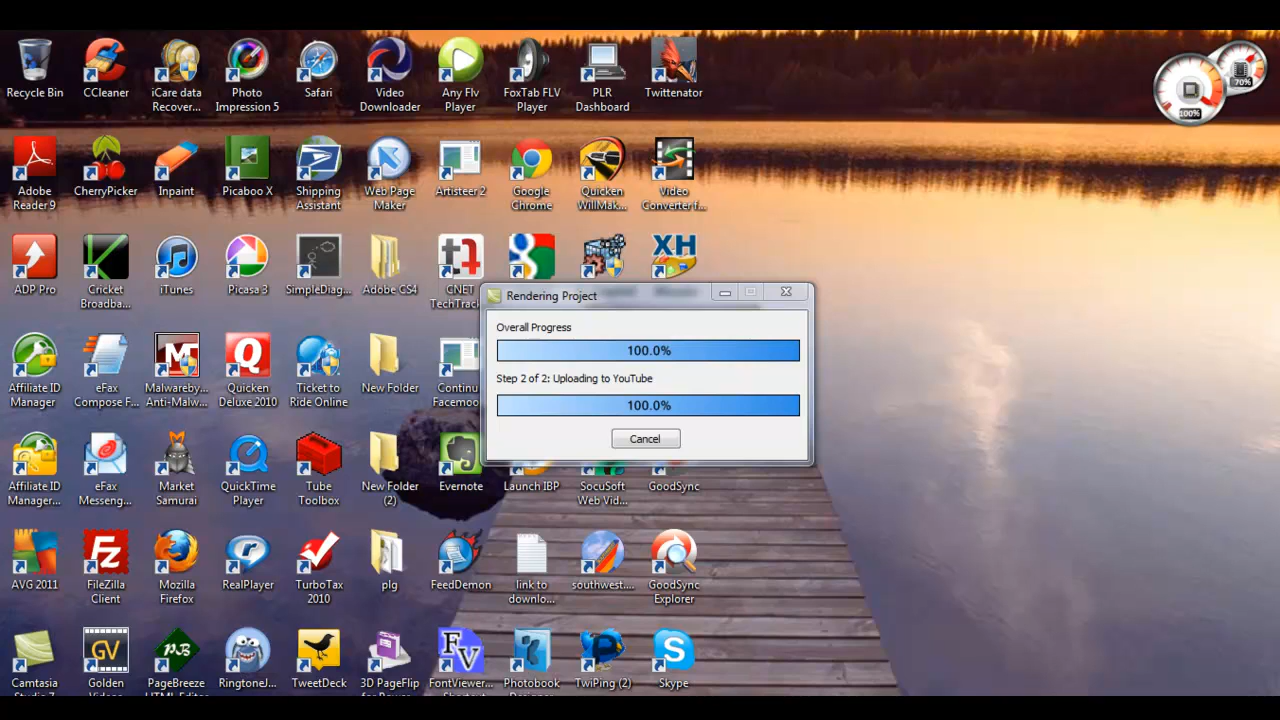 Recycle Bin
CCleaner
iCare data
Recover...
Photo
Impression 5
Safari
Video
Downloader
Any Flv
Player
FoxTab FLV
Player
PLR
Dashboard
Twittenator
70%
100%
Adobe
Reader 9
CherryPicker
Inpaint
Picaboo X
Shipping
Assistant
Web Page
Maker
Artisteer 2
Google
Chrome
Quicken
WillMak...
Video
Converter f...
ADP Pro
Cricket
Broadba...
iTunes
Picasa 3
SimpleDiag...
Adobe CS4
CNET
TechTrack
XH
Rendering Project
Overall Progress
100.0%
Step 2 of 2: Uploading to YouTube
100.0%
Cancel
Affiliate ID
Manager
eFax
Compose F...
Malwareby...
Anti-Malw...
Quicken
Deluxe 2010
Ticket to
Ride Online
New Folder
Continu
Facemoo
Affiliate ID
Manager...
eFax
Messeng...
Market
Samurai
QuickTime
Player
Tube
Toolbox
New Folder
(2)
Evernote
Launch IBP
SocuSoft
Web Vid...
GoodSync
AVG 2011
FileZilla
Client
Mozilla
Firefox
RealPlayer
TurboTax
2010
plg
FeedDemon
link to
downlo...
southwest....
GoodSync
Explorer
GV
PB
FV
Camtasia
Studio 7
Golden
Videos
PageBreeze
HTML Editor
RingtoneJ...
TweetDeck
3D PageFlip
for Power
FontViewer...
Photobook
Designer
TwiPing (2)
Skype